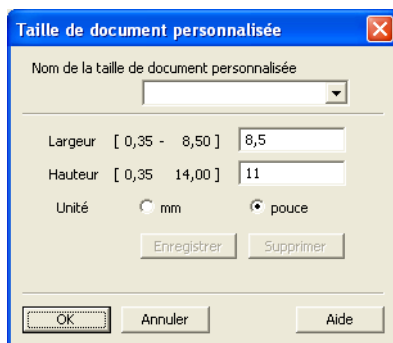 Taille de document personnalisée
Nom de la taille de document personnalisée
Largeur [ 0,35 - 8,50 ] 8,5
Hauteur [ 0,35 14,00 ] 11
Unité mm pouce
Enregistrer Supprimer
OK Annuler Aide